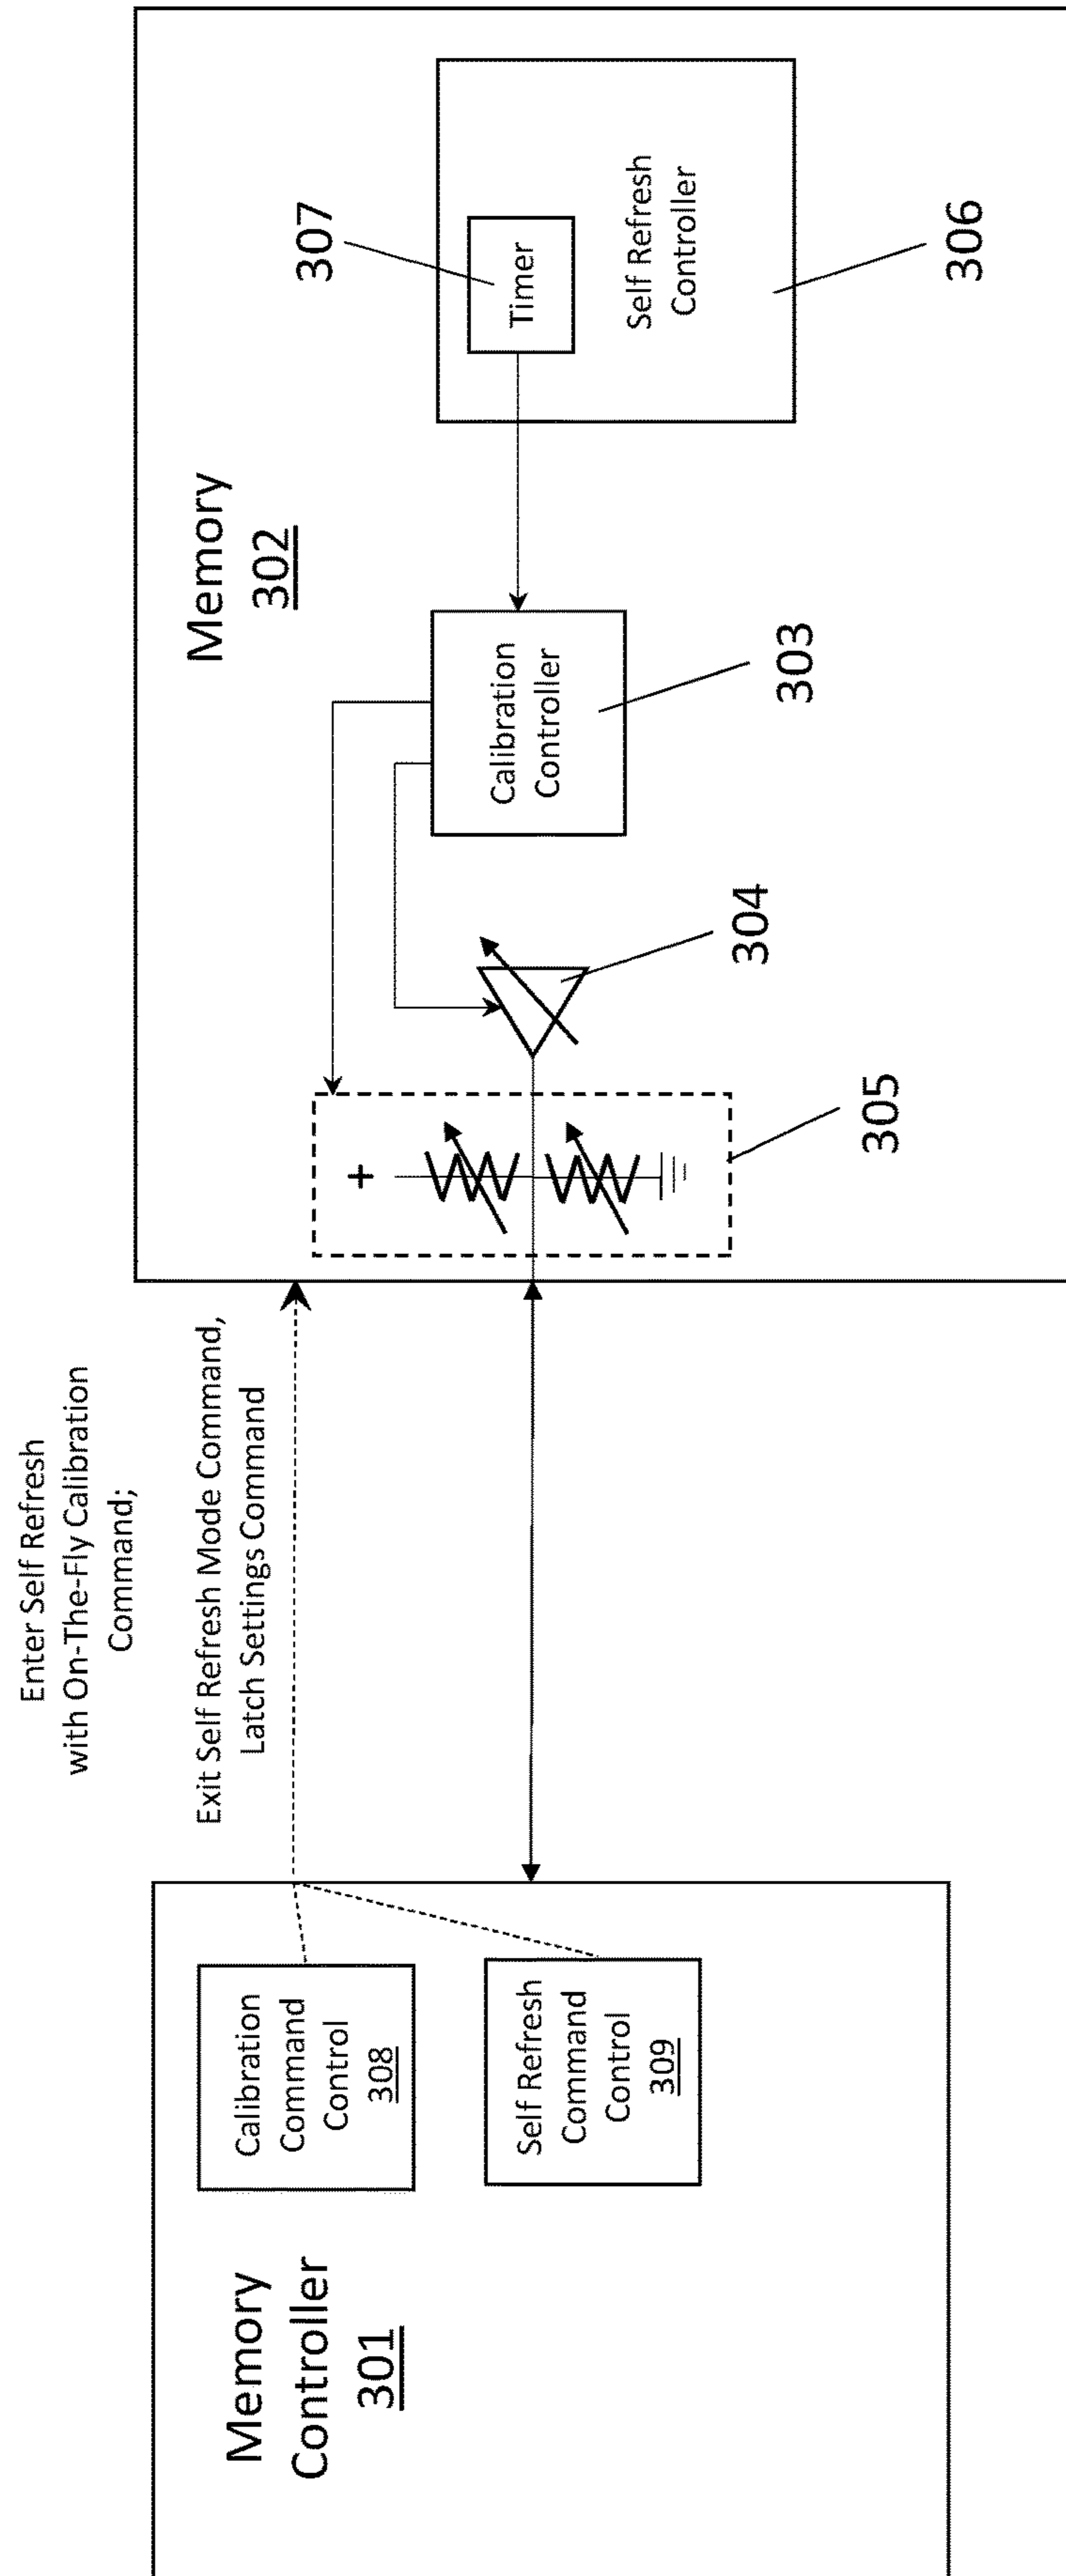 Enter Self Refresh
with On-The-Fly Calibration
Command;
Exit Self Refresh Mode Command,
Latch Settings Command
Memory
Controller
301
Calibration
Command
Control
308
Self Refresh
Command
Control
309
Memory
302
+
305
304
Calibration
Controller
303
307
Timer
Self Refresh
Controller
306